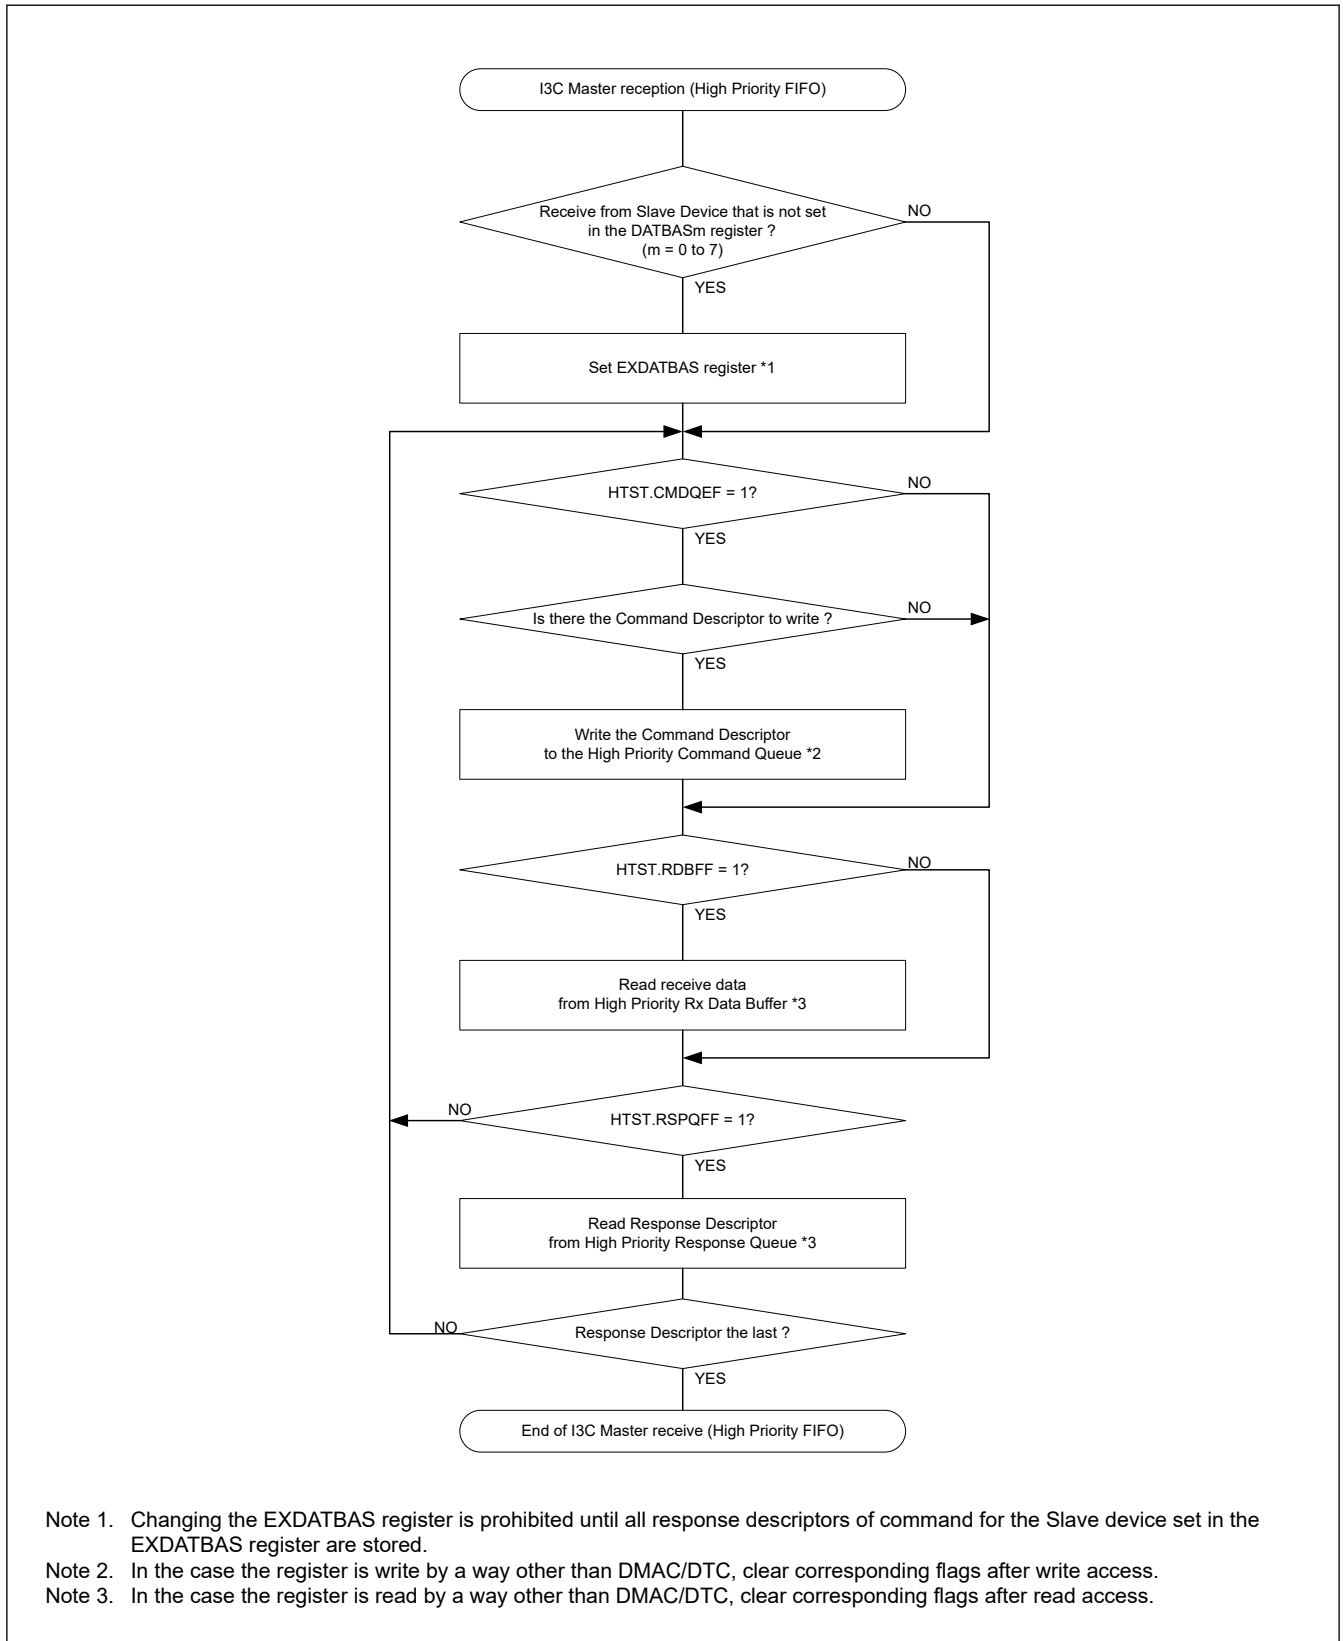 I3C Master reception (High Priority FIFO)
Receive from Slave Device that is not set
in the DATBASm register ?
(m = 0 to 7)
NO
YES
Set EXDATBAS register *1
HTST.CMDQEF = 1?
NO
YES
Is there the Command Descriptor to write ?
NO
YES
Write the Command Descriptor
to the High Priority Command Queue *2
HTST.RDBFF = 1?
NO
YES
Read receive data
from High Priority Rx Data Buffer *3
NO
HTST.RSPQFF = 1?
YES
Read Response Descriptor
from High Priority Response Queue *3
NO
Response Descriptor the last ?
YES
End of I3C Master receive (High Priority FIFO)
Note 1. Changing the EXDATBAS register is prohibited until all response descriptors of command for the Slave device set in the
EXDATBAS register are stored.
Note 2. In the case the register is write by a way other than DMAC/DTC, clear corresponding flags after write access.
Note 3. In the case the register is read by a way other than DMAC/DTC, clear corresponding flags after read access.